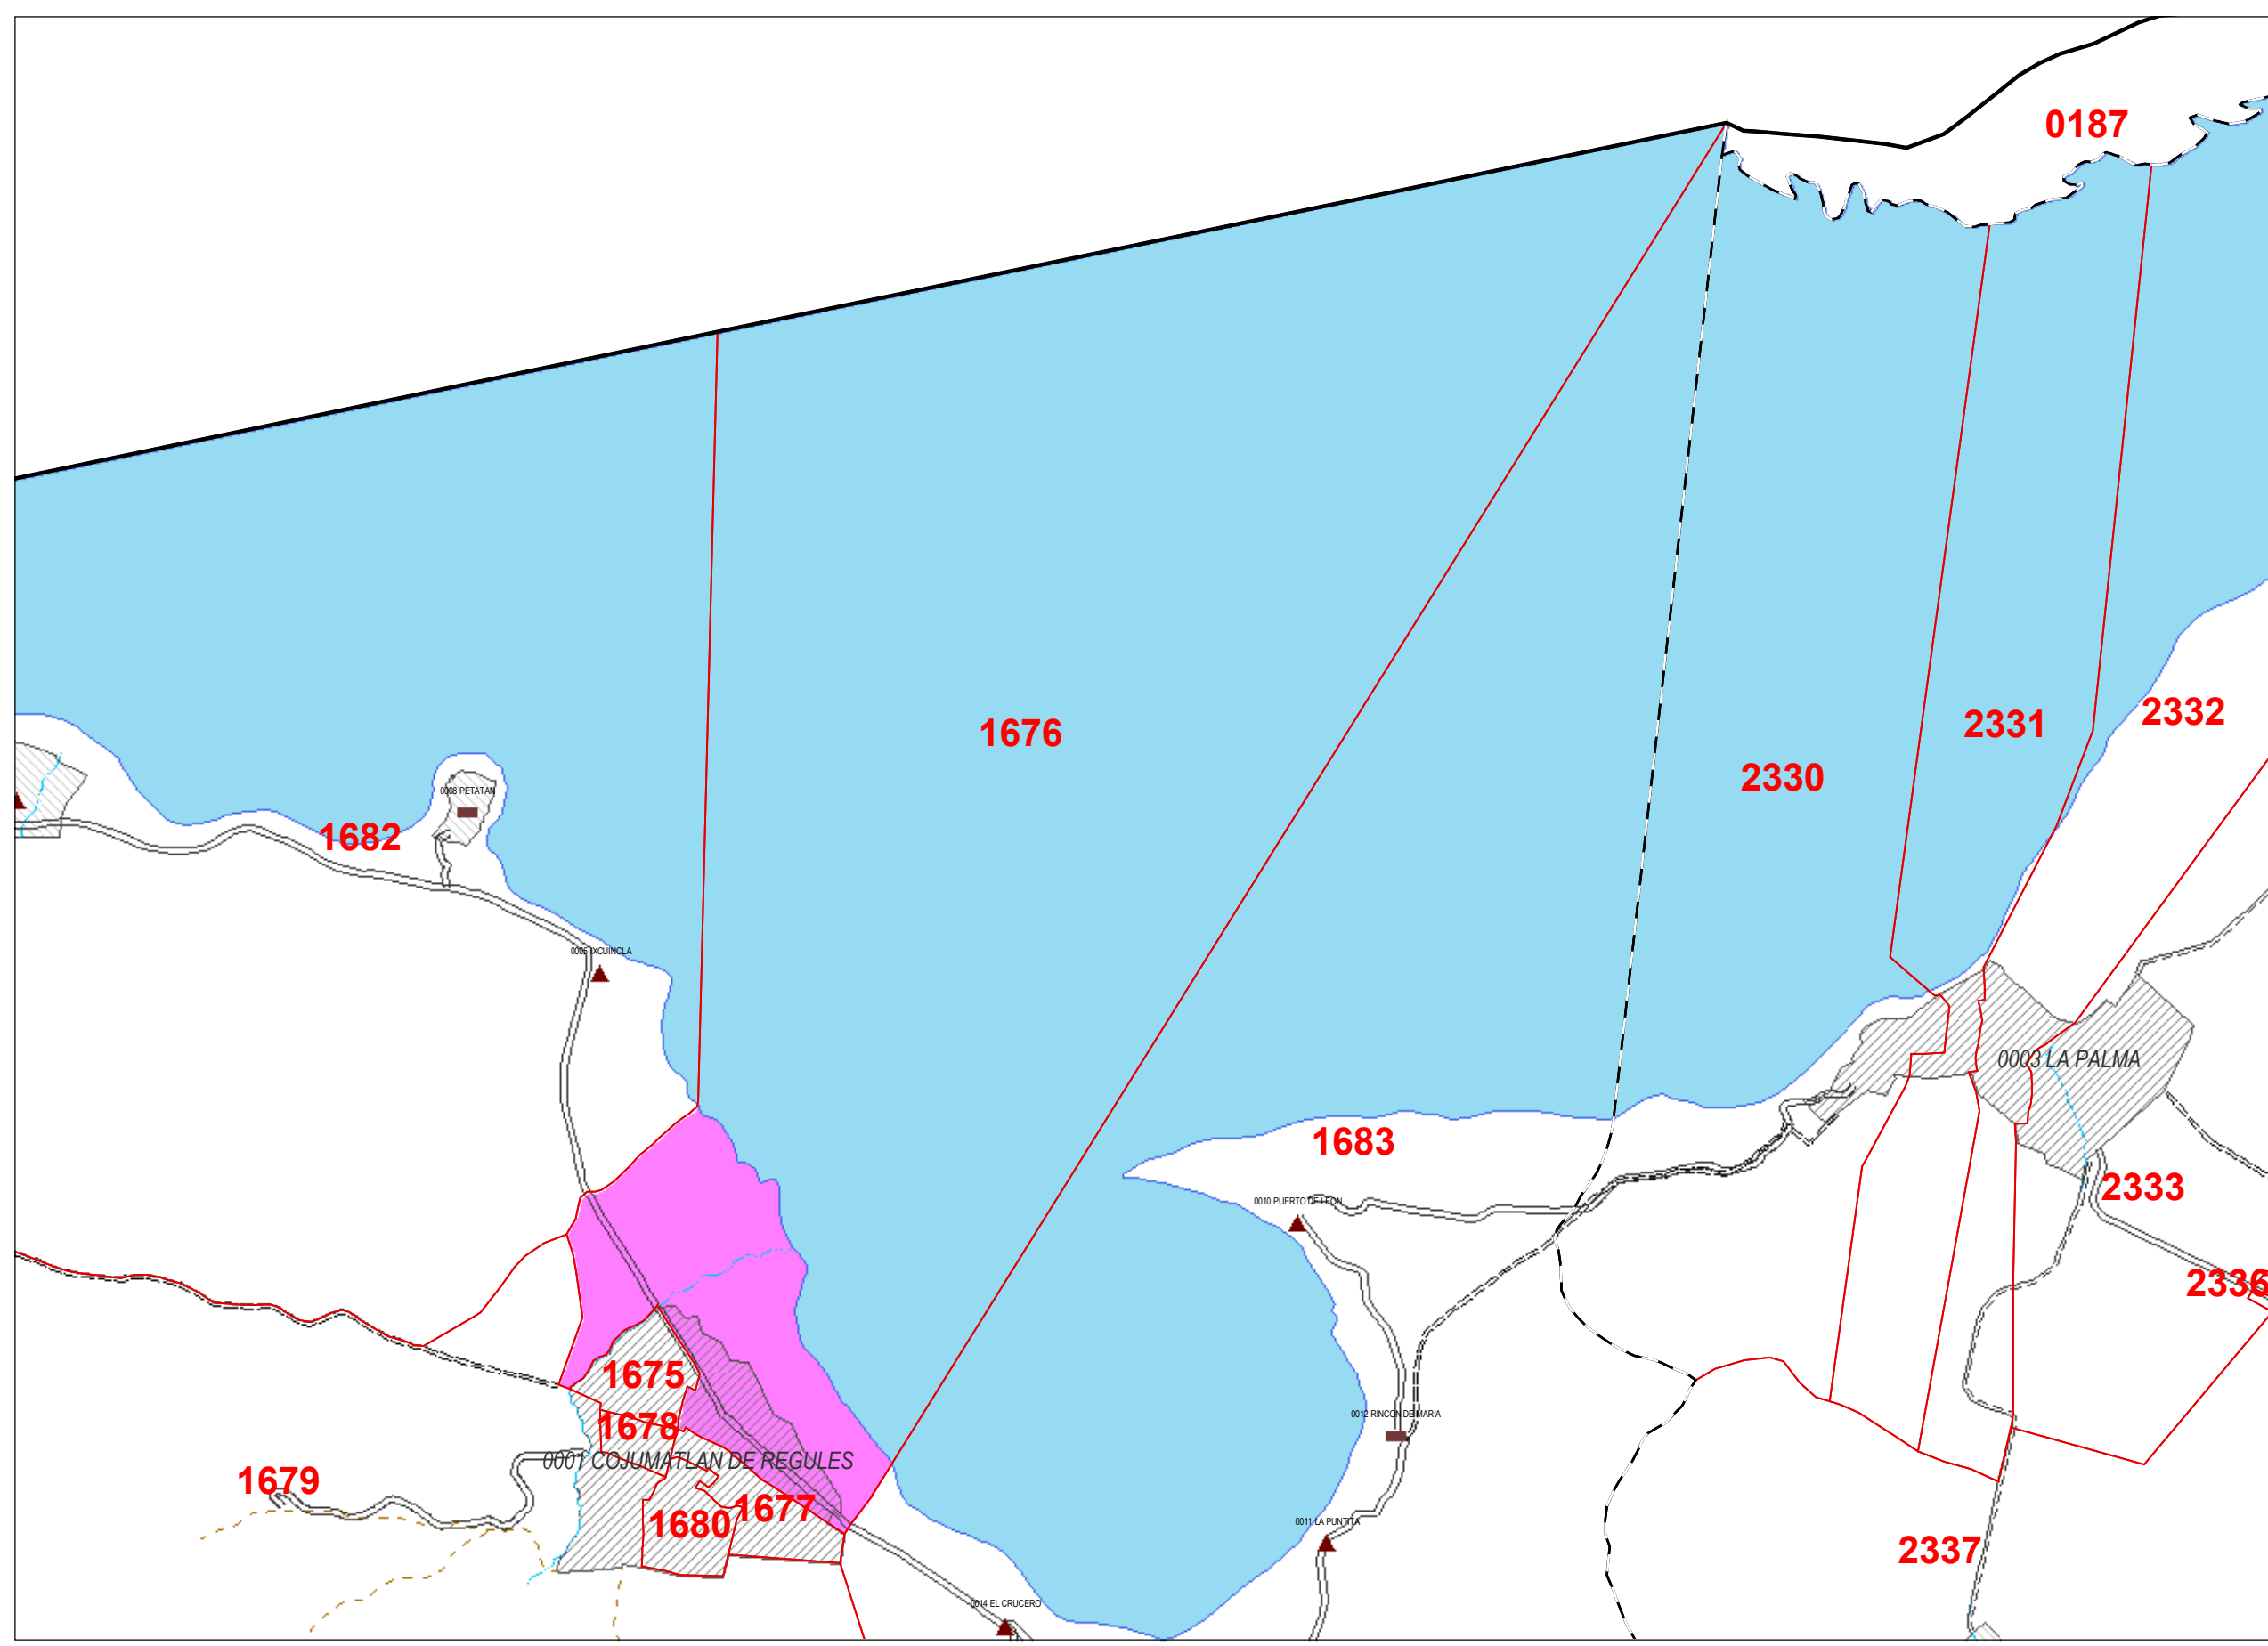 0187
2332
2331
1676
2330
0008 PETATAN
1682
0005 IXCUINCLA
0003 LA PALMA
1683
2333
0010 PUERTO DE LEON
2336
1675
0012 RINCON DE MARIA
1678
0001 COJUMATLAN DE REGULES
1679
1677
1680
0011 LA PUNTITA
2337
0014 EL CRUCERO